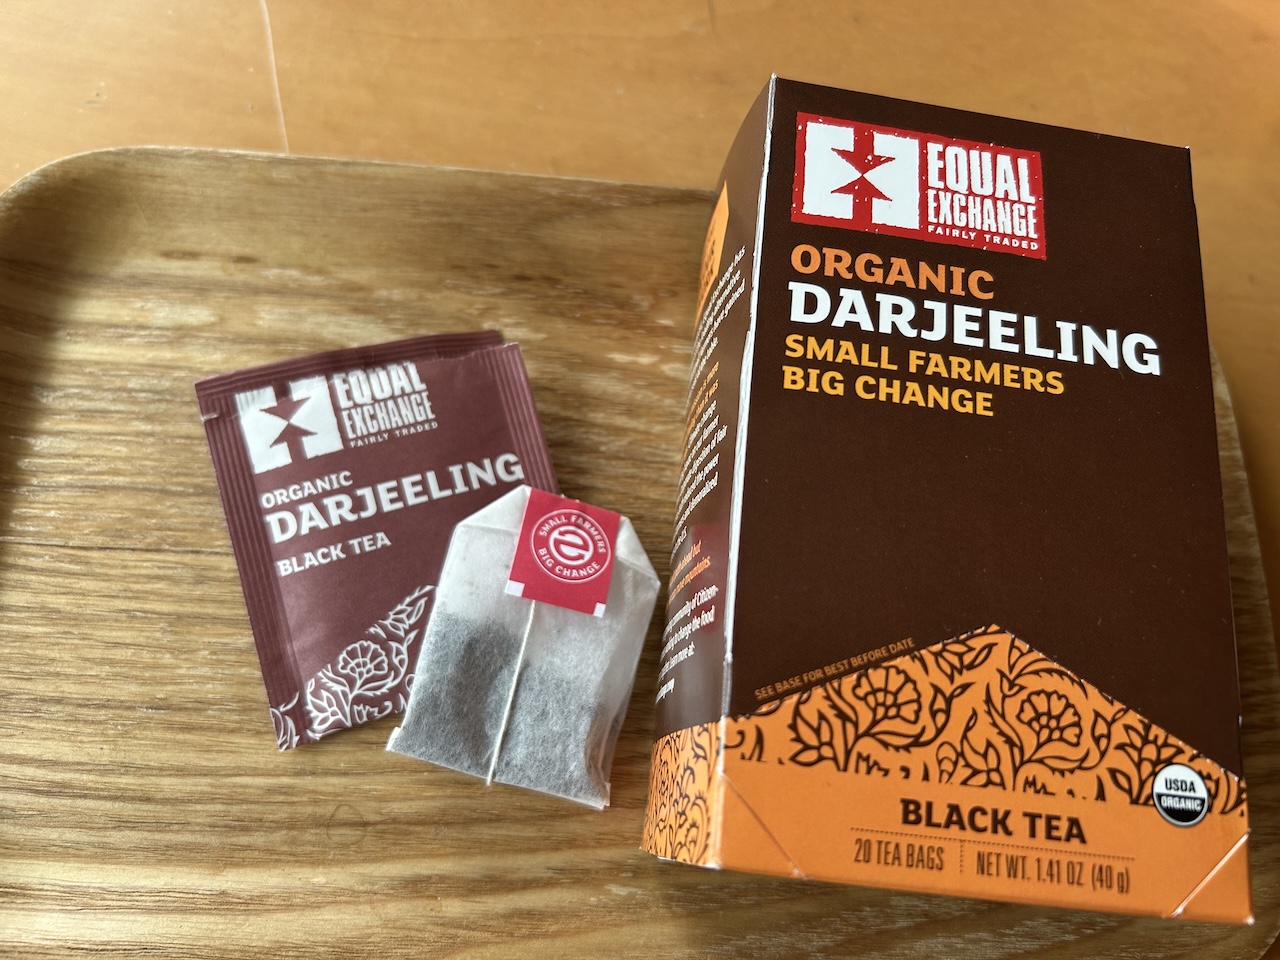 EQUAL
EXCHANGE
FAIRLY TRADED
ORGANIC
DARJEELING
BLACK TEA
SMALL FARMERS
BIG CHANGE
EQUAL
EXCHANGE
FAIRLY TRADED
ORGANIC
DARJEELING
SMALL FARMERS
BIG CHANGE
SEE BASE FOR BEST BEFORE DATE
USDA
ORGANIC
BLACK TEA
20 TEA BAGS
NET WT. 1.41 OZ (40 g)